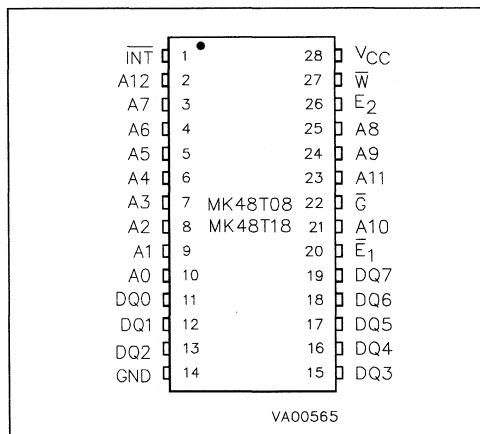 I̅N̅T̅ 1 28 VCC
A12 2 27 W̅
A7 3 26 E2
A6 4 25 A8
A5 5 24 A9
A4 6 23 A11
A3 7 MK48T08 22 G̅
A2 8 MK48T18 21 A10
A1 9 20 E̅1
A0 10 19 DQ7
DQ0 11 18 DQ6
DQ1 12 17 DQ5
DQ2 13 16 DQ4
GND 14 15 DQ3
VA00565